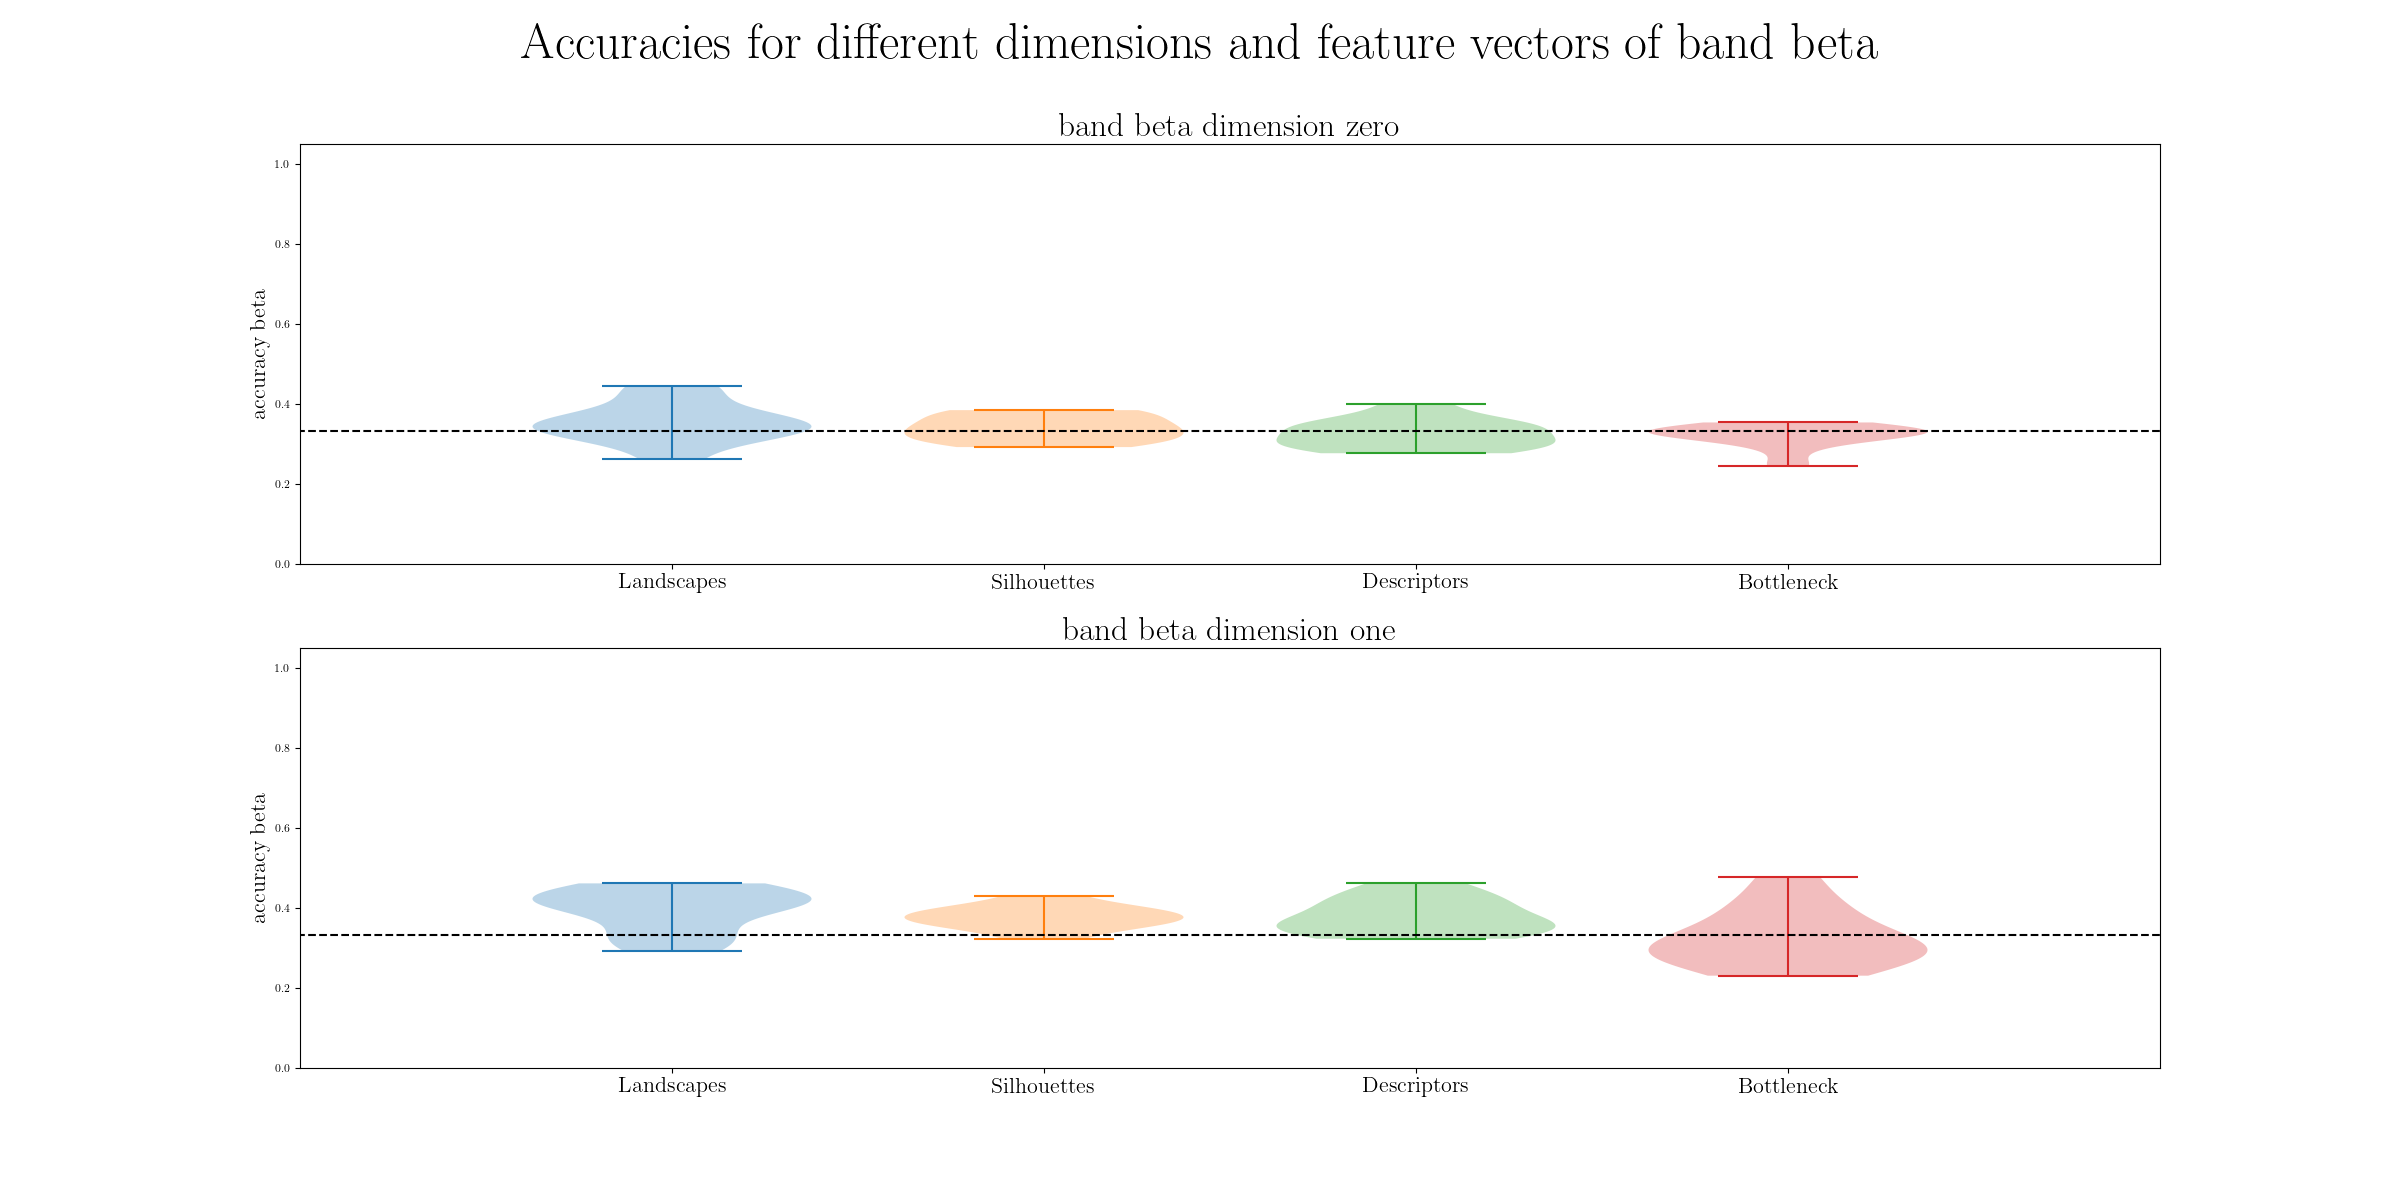 Accuracies for different dimensions and feature vectors of band beta
band beta dimension zero
accuracy beta
1.0
0.8
0.6
0.4
0.2
0.0
Landscapes Silhouettes Descriptors Bottleneck
band beta dimension one
accuracy beta
1.0
0.8
0.6
0.4
0.2
0.0
Landscapes Silhouettes Descriptors Bottleneck